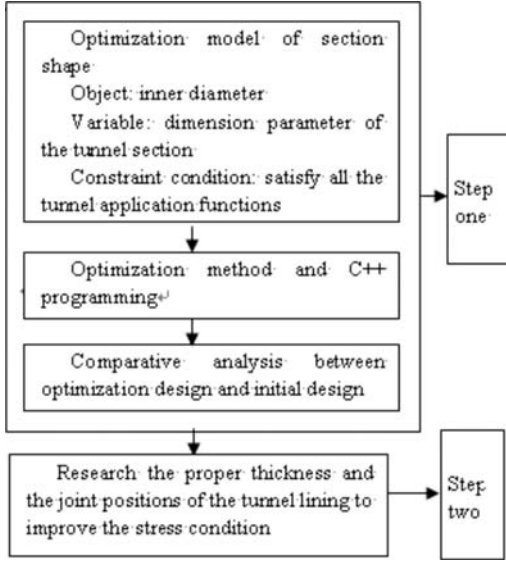 Optimization model of section
shape
Object: inner diameter
Variable: dimension parameter of
the tunnel section
Constraint condition: satisfy all the
tunnel application functions
Step
one
Optimization method and C++
programming↵
Comparative analysis between
optimization design and initial design
Research the proper thickness and
the joint positions of the tunnel lining to
improve the stress condition
Step
two